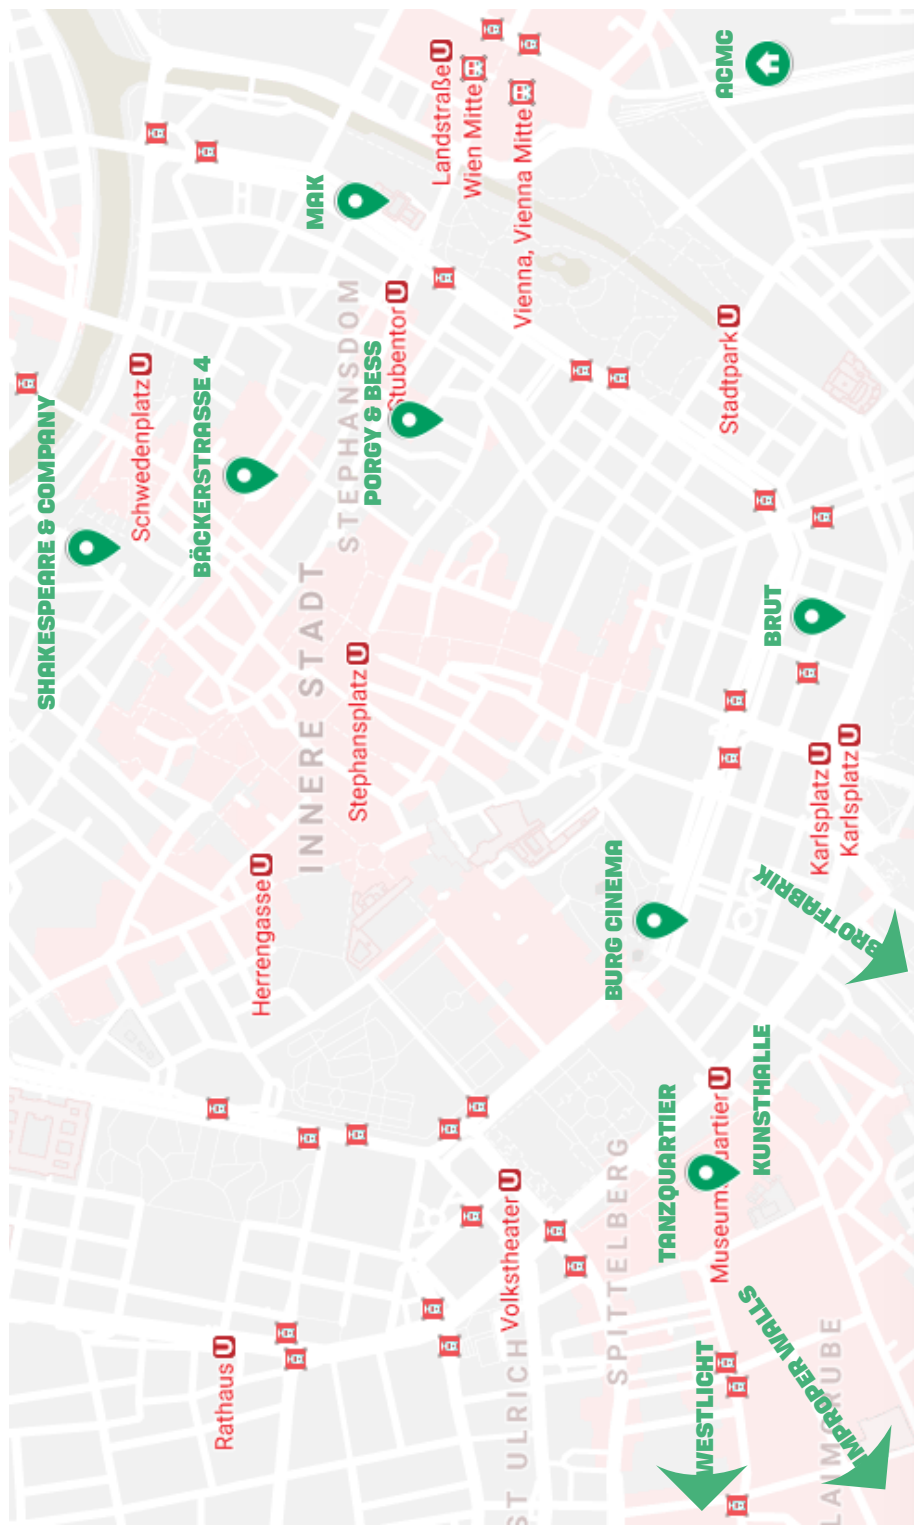 SHAKESPEARE & COMPANY
Schwedenplatz U
BÄCKERSTRASSE 4
Rathaus U
Herrengasse U
INNERE STADT
MAK
STEPHANSDOM
Stephansplatz U
PORGY & BESS
Stubentor U
Landstraße U
Wien Mitte
Vienna, Vienna Mitte
Volkstheater U
ST ULRICH
BURG CINEMA
SPITTELBERG
TANZQUARTIER
WESTLICHT
Museumsquartier U
Stadtpark U
ACMC
KUNSTHALLE
BRUT
IMPROPER WALLS
BROTFABRIK
Karlsplatz U
Karlsplatz U
LAIMGRUBE